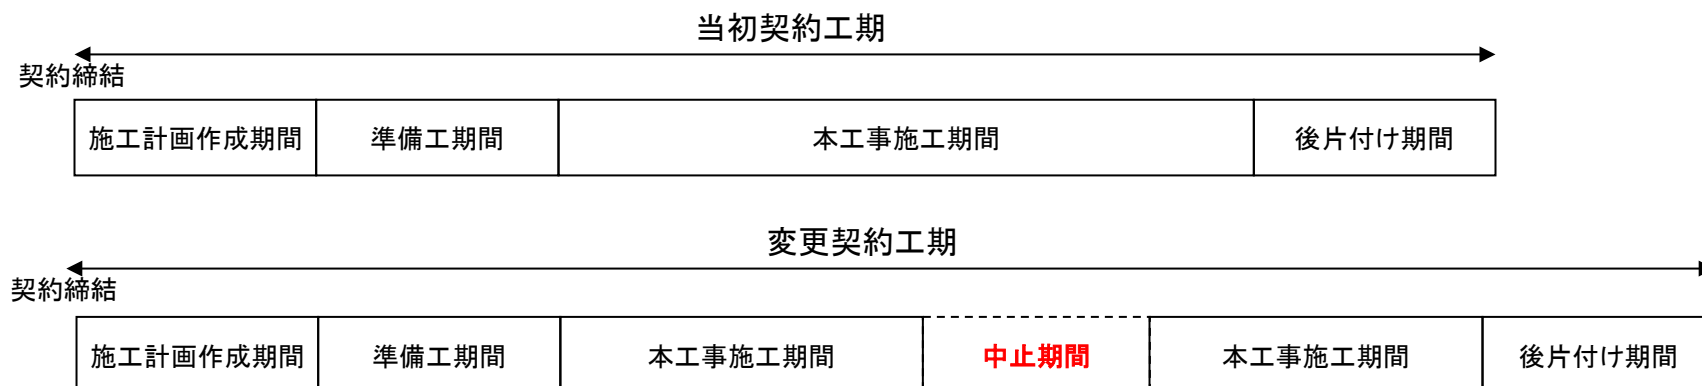 当初契約工期
契約締結
施工計画作成期間 準備工期間 本工事施工期間 後片付け期間
変更契約工期
契約締結
施工計画作成期間 準備工期間 本工事施工期間 中止期間 本工事施工期間 後片付け期間